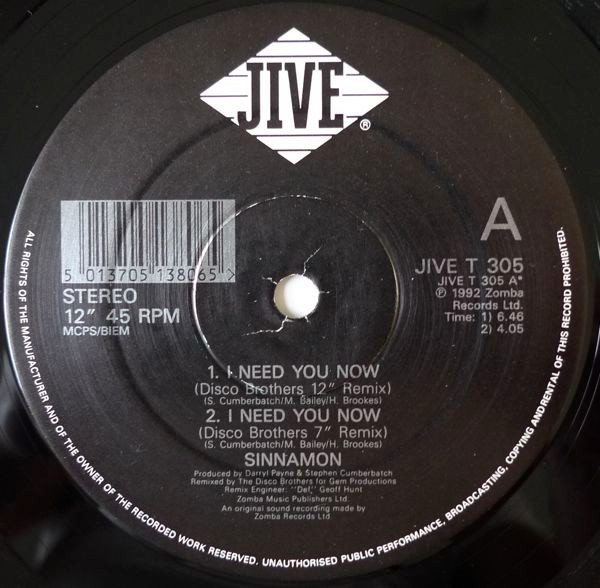 JIVE
®
A
5 013705 138065 >
STEREO
12" 45 RPM
MCPS/BIEM
JIVE T 305
JIVE T 305 A*
℗ 1992 Zomba
Records Ltd.
Time: 1) 6.46
2) 4.05
1. I NEED YOU NOW
(Disco Brothers 12" Remix)
(S. Cumberbatch/M. Bailey/H. Brookes)
2. I NEED YOU NOW
(Disco Brothers 7" Remix)
(S. Cumberbatch/M. Bailey/H. Brookes)
SINNAMON
Produced by Darryl Payne & Stephen Cumberbatch
Remixed by The Disco Brothers for Gem Productions
Remix Engineer: "Def," Geoff Hunt
Zomba Music Publishers Ltd.
An original sound recording made by
Zomba Records Ltd.
ALL RIGHTS OF THE MANUFACTURER AND OF THE OWNER OF THE RECORDED WORK RESERVED. UNAUTHORISED PUBLIC PERFORMANCE, BROADCASTING, COPYING ANDRENTAL OF THIS RECORD PROHIBITED.